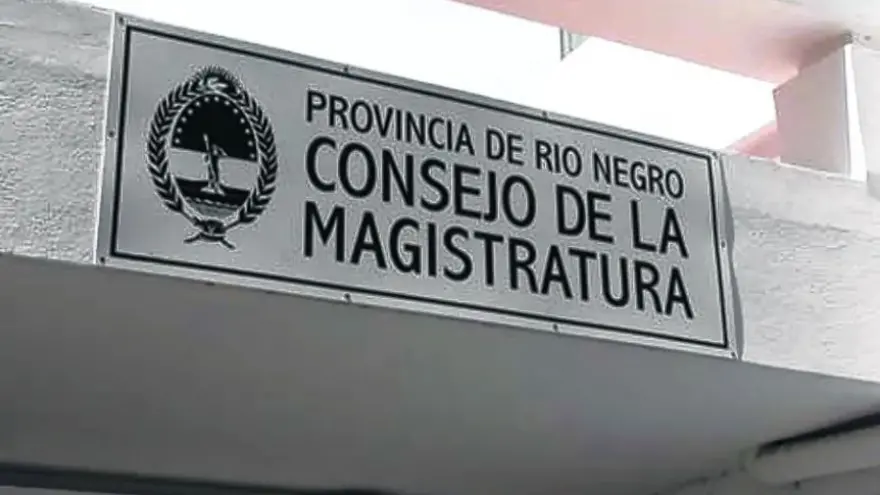 PROVINCIA DE RIO NEGRO
CONSEJO DE LA
MAGISTRATURA